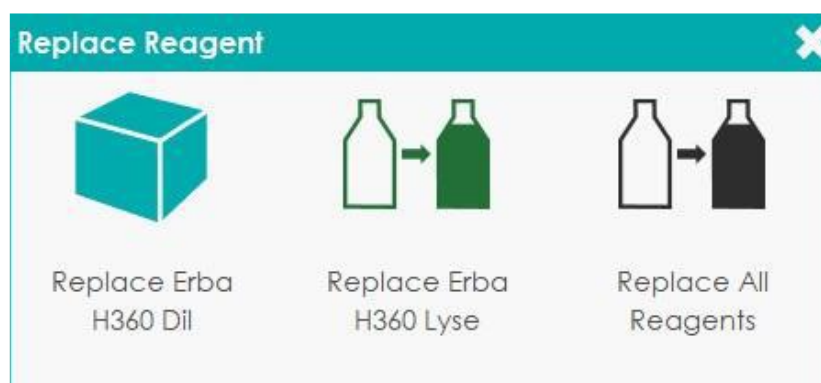 Replace Reagent
Replace Erba
H360 Dil
Replace Erba
H360 Lyse
Replace All
Reagents